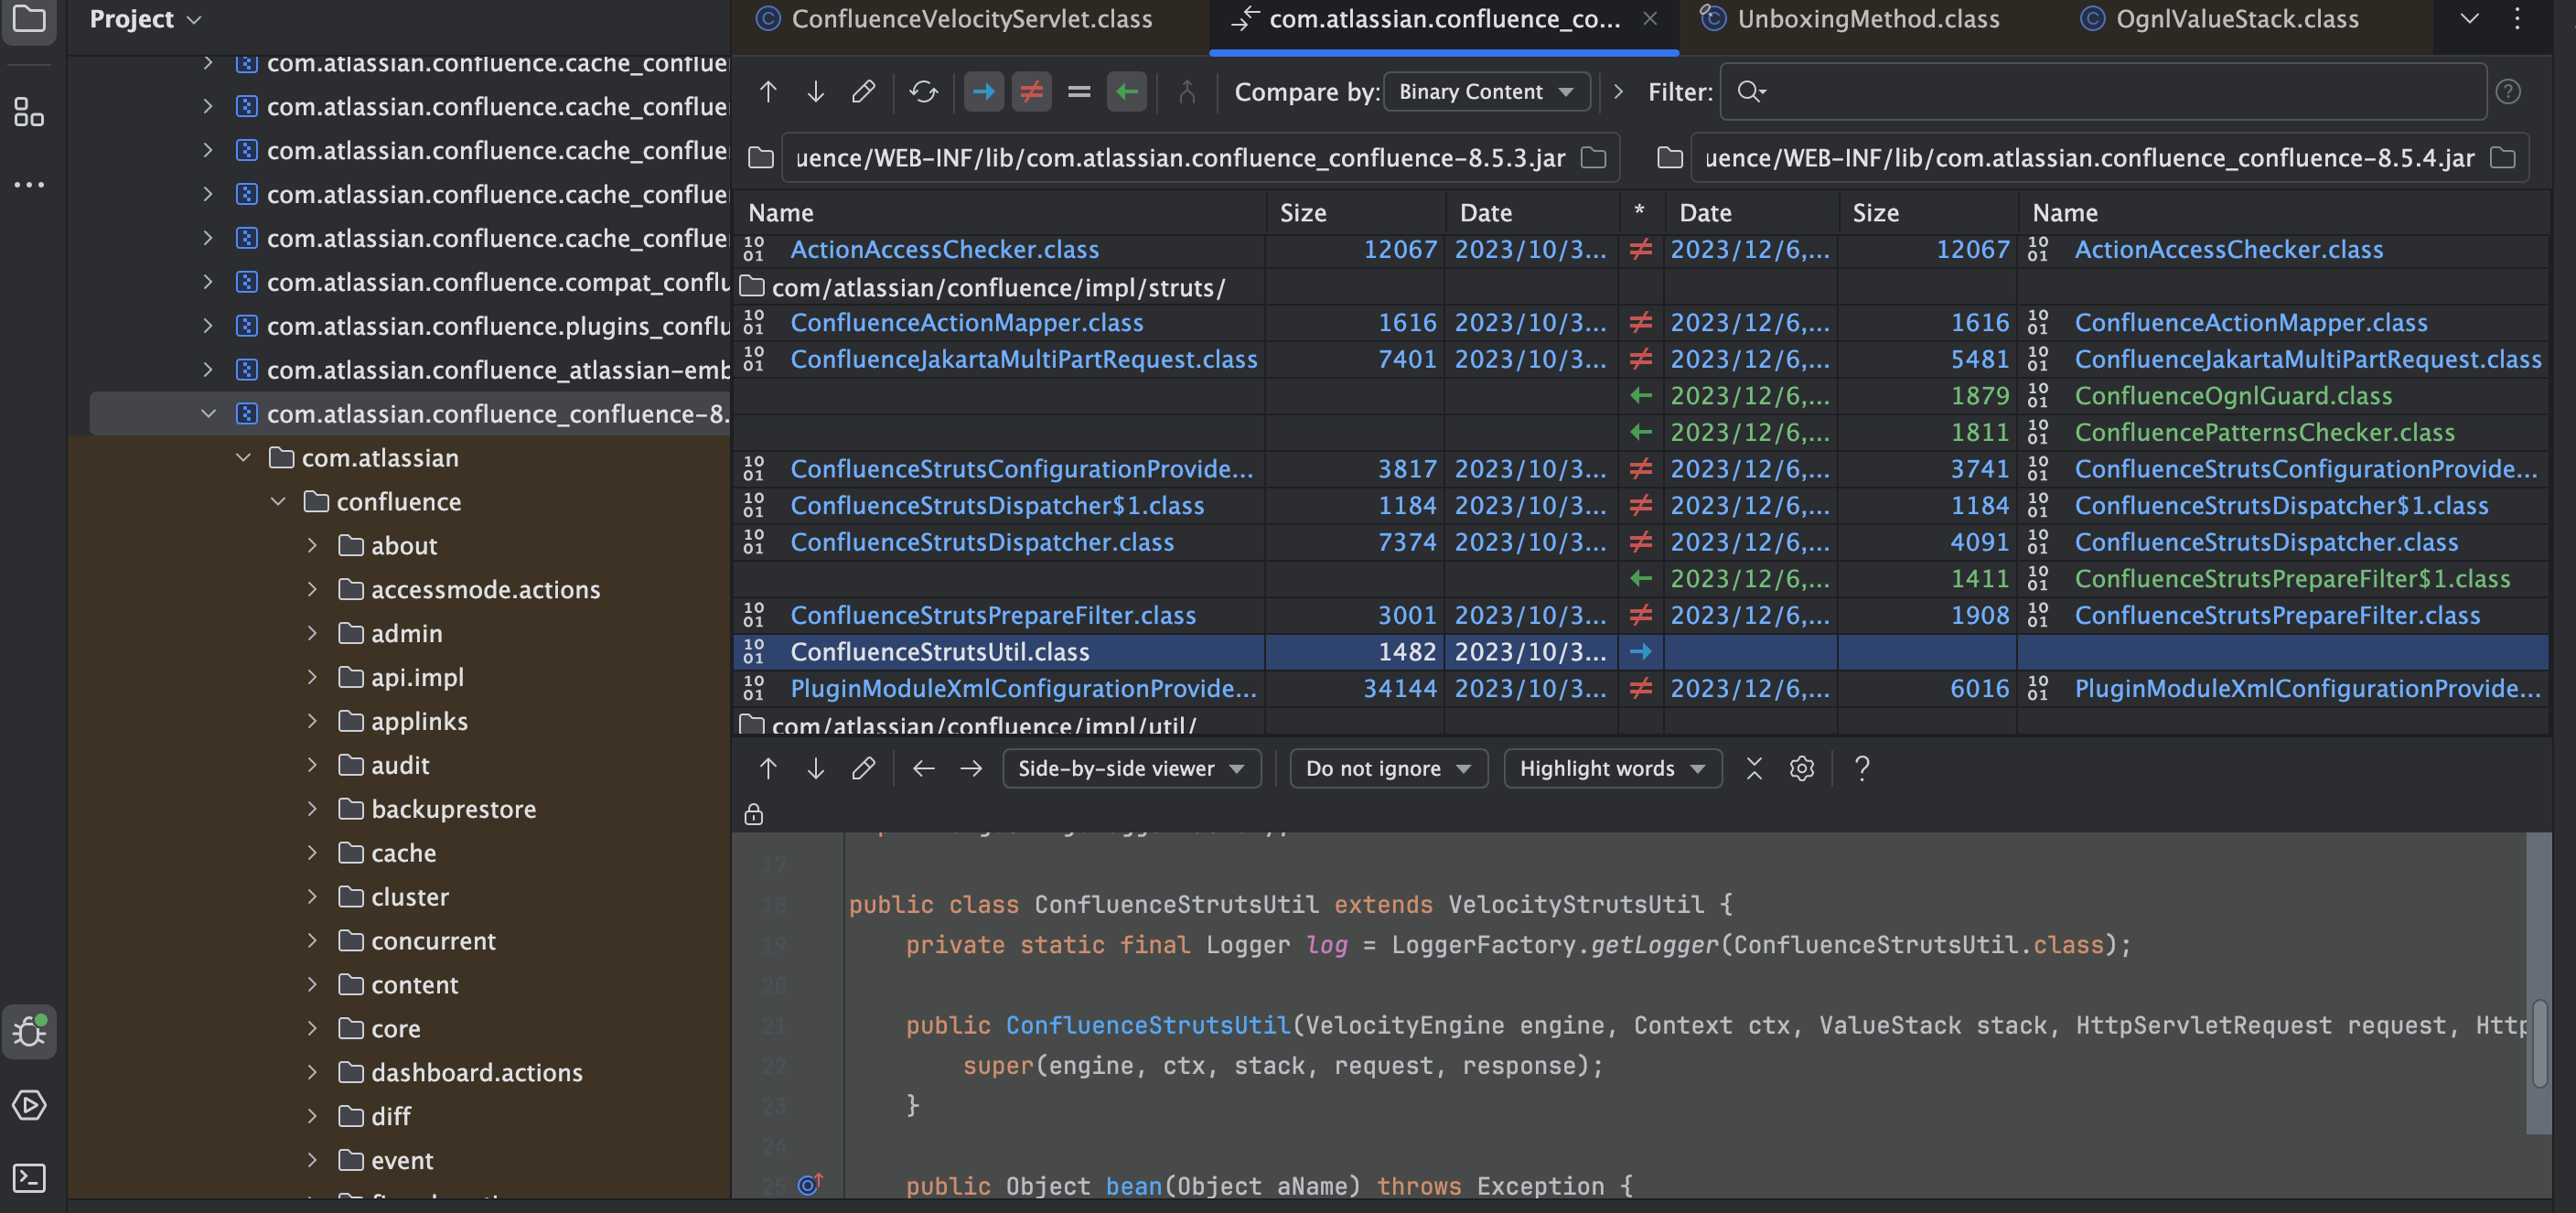 Project
ConfluenceVelocityServlet.class
com.atlassian.confluence_co...
UnboxingMethod.class
OgnlValueStack.class
com.atlassian.confluence.cache_conflue
com.atlassian.confluence.cache_conflue
com.atlassian.confluence.cache_conflue
com.atlassian.confluence.cache_conflue
com.atlassian.confluence.cache_conflue
com.atlassian.confluence.compat_conflu
com.atlassian.confluence.plugins_conflu
com.atlassian.confluence_atlassian-emb
com.atlassian.confluence_confluence-8.
com.atlassian
confluence
about
accessmode.actions
admin
api.impl
applinks
audit
backuprestore
cache
cluster
concurrent
content
core
dashboard.actions
diff
event
Compare by: Binary Content
Filter:
uence/WEB-INF/lib/com.atlassian.confluence_confluence-8.5.3.jar
uence/WEB-INF/lib/com.atlassian.confluence_confluence-8.5.4.jar
Name Size Date * Date Size Name
ActionAccessChecker.class 12067 2023/10/3... ≠ 2023/12/6,... 12067 ActionAccessChecker.class
com/atlassian/confluence/impl/struts/
ConfluenceActionMapper.class 1616 2023/10/3... ≠ 2023/12/6,... 1616 ConfluenceActionMapper.class
ConfluenceJakartaMultiPartRequest.class 7401 2023/10/3... ≠ 2023/12/6,... 5481 ConfluenceJakartaMultiPartRequest.class
← 2023/12/6,... 1879 ConfluenceOgnlGuard.class
← 2023/12/6,... 1811 ConfluencePatternsChecker.class
ConfluenceStrutsConfigurationProvide... 3817 2023/10/3... ≠ 2023/12/6,... 3741 ConfluenceStrutsConfigurationProvide...
ConfluenceStrutsDispatcher$1.class 1184 2023/10/3... ≠ 2023/12/6,... 1184 ConfluenceStrutsDispatcher$1.class
ConfluenceStrutsDispatcher.class 7374 2023/10/3... ≠ 2023/12/6,... 4091 ConfluenceStrutsDispatcher.class
← 2023/12/6,... 1411 ConfluenceStrutsPrepareFilter$1.class
ConfluenceStrutsPrepareFilter.class 3001 2023/10/3... ≠ 2023/12/6,... 1908 ConfluenceStrutsPrepareFilter.class
ConfluenceStrutsUtil.class 1482 2023/10/3... →
PluginModuleXmlConfigurationProvide... 34144 2023/10/3... ≠ 2023/12/6,... 6016 PluginModuleXmlConfigurationProvide...
com/atlassian/confluence/impl/util/
Side-by-side viewer Do not ignore Highlight words ?
17
18 public class ConfluenceStrutsUtil extends VelocityStrutsUtil {
19 private static final Logger log = LoggerFactory.getLogger(ConfluenceStrutsUtil.class);
20
21 public ConfluenceStrutsUtil(VelocityEngine engine, Context ctx, ValueStack stack, HttpServletRequest request, Http
22 super(engine, ctx, stack, request, response);
23 }
24
25 public Object bean(Object aName) throws Exception {